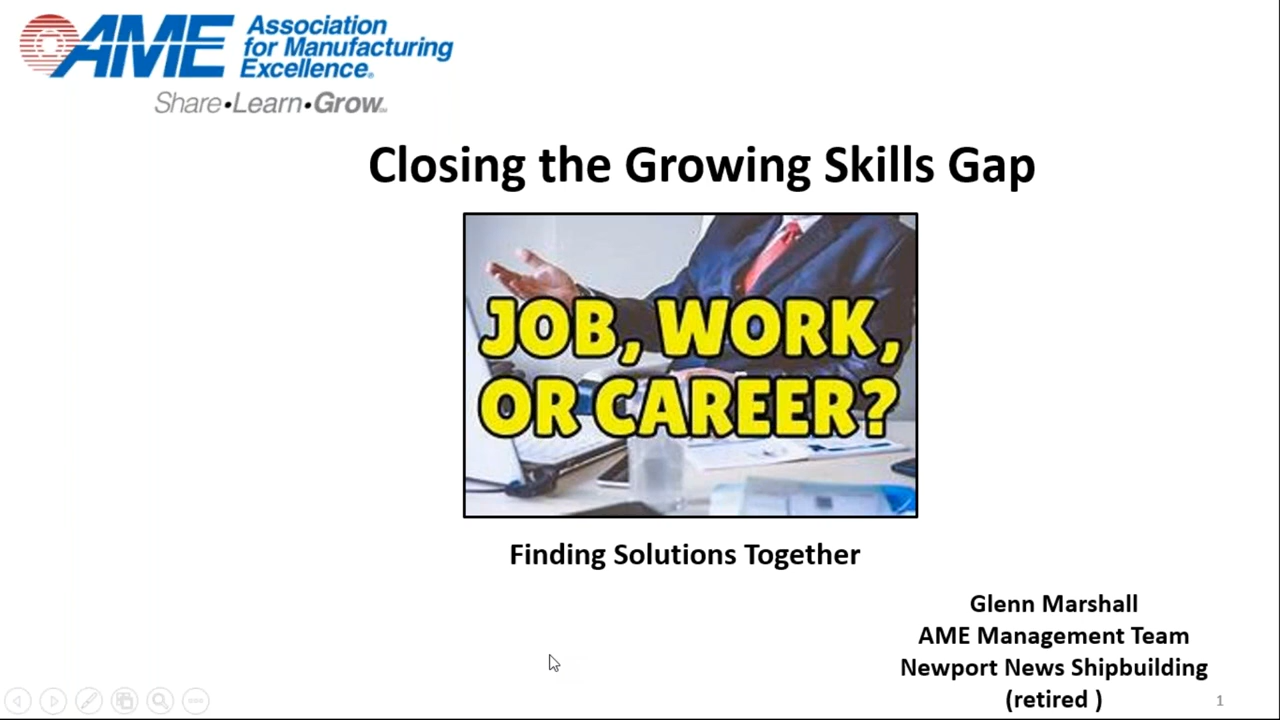 AME
Association
for Manufacturing
Excellence®
Share•Learn•Grow℠
Closing the Growing Skills Gap
JOB, WORK,
OR CAREER?
Finding Solutions Together
Glenn Marshall
AME Management Team
Newport News Shipbuilding
(retired )
1